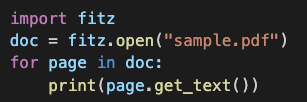 import fitz
doc = fitz.open("sample.pdf")
for page in doc:
    print(page.get_text())